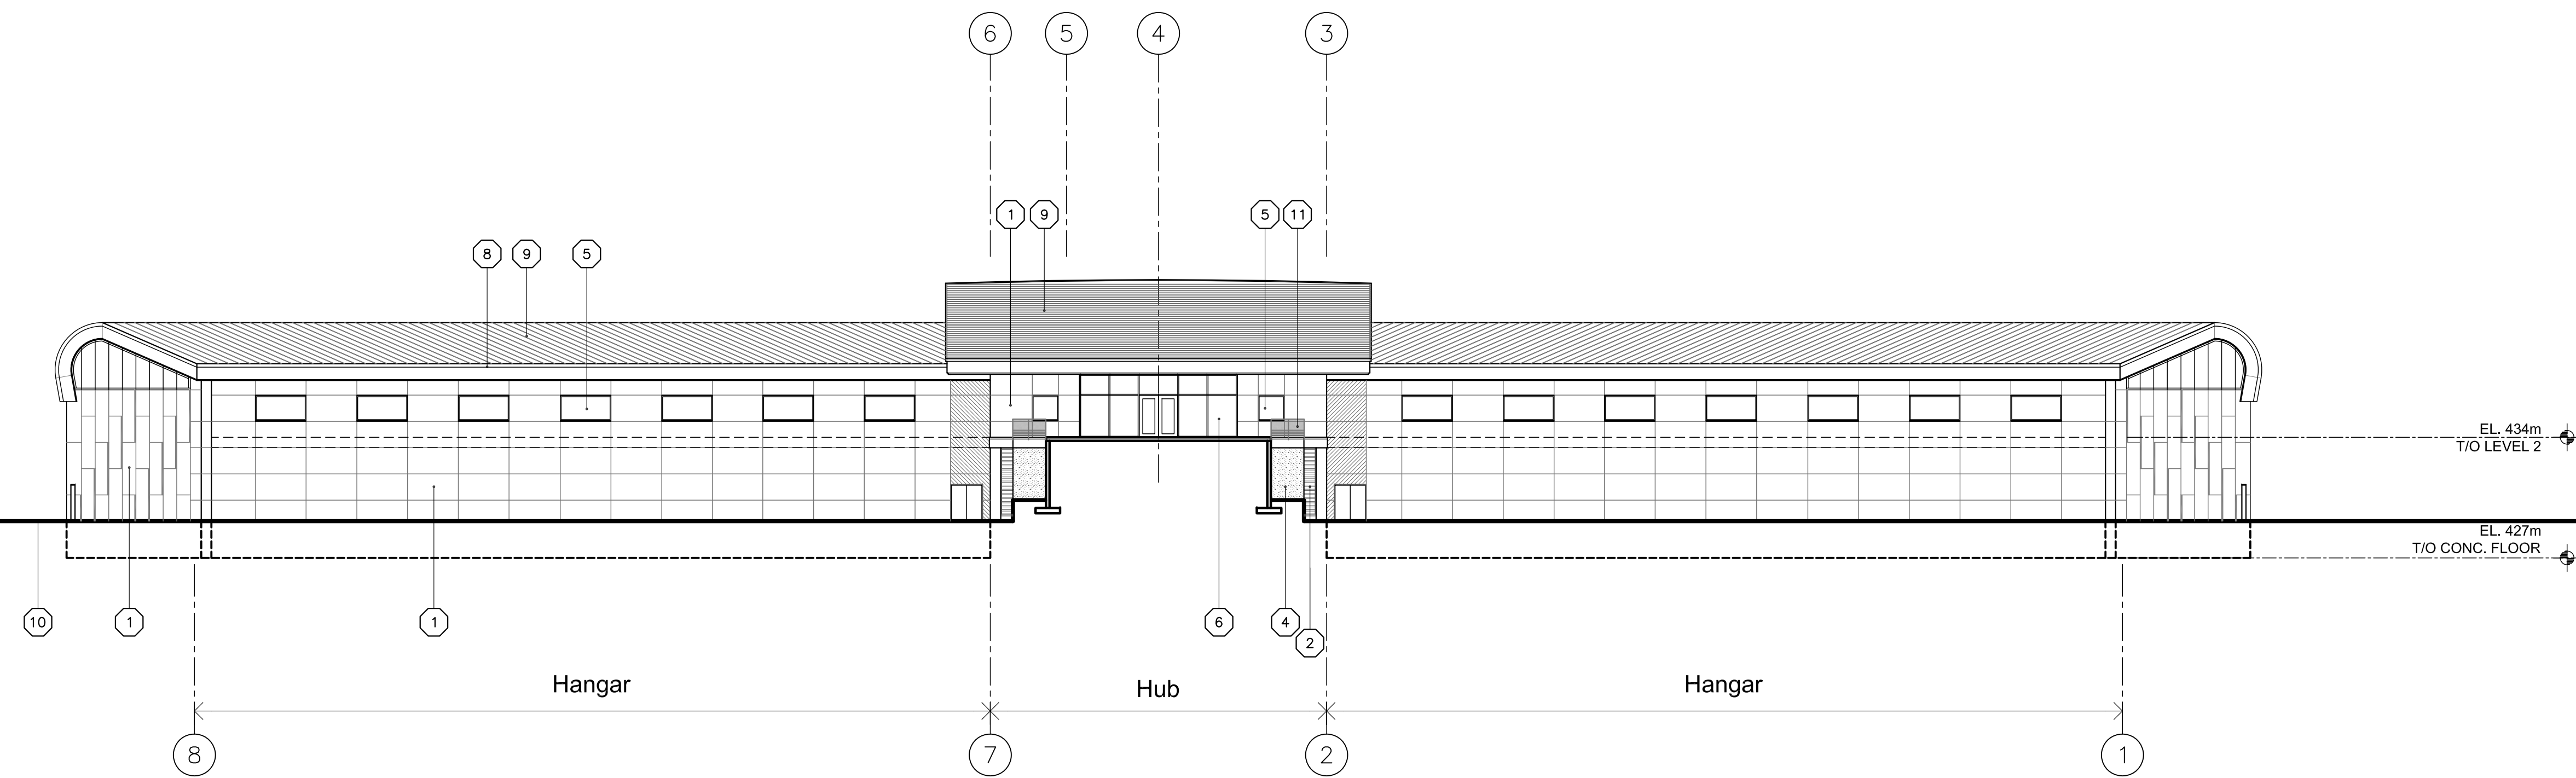 6 5 4 3
1 9 5 11
8 9 5
EL. 434m
T/O LEVEL 2
EL. 427m
T/O CONC. FLOOR
10 1 1 6 4
2
Hangar Hub Hangar
8 7 2 1